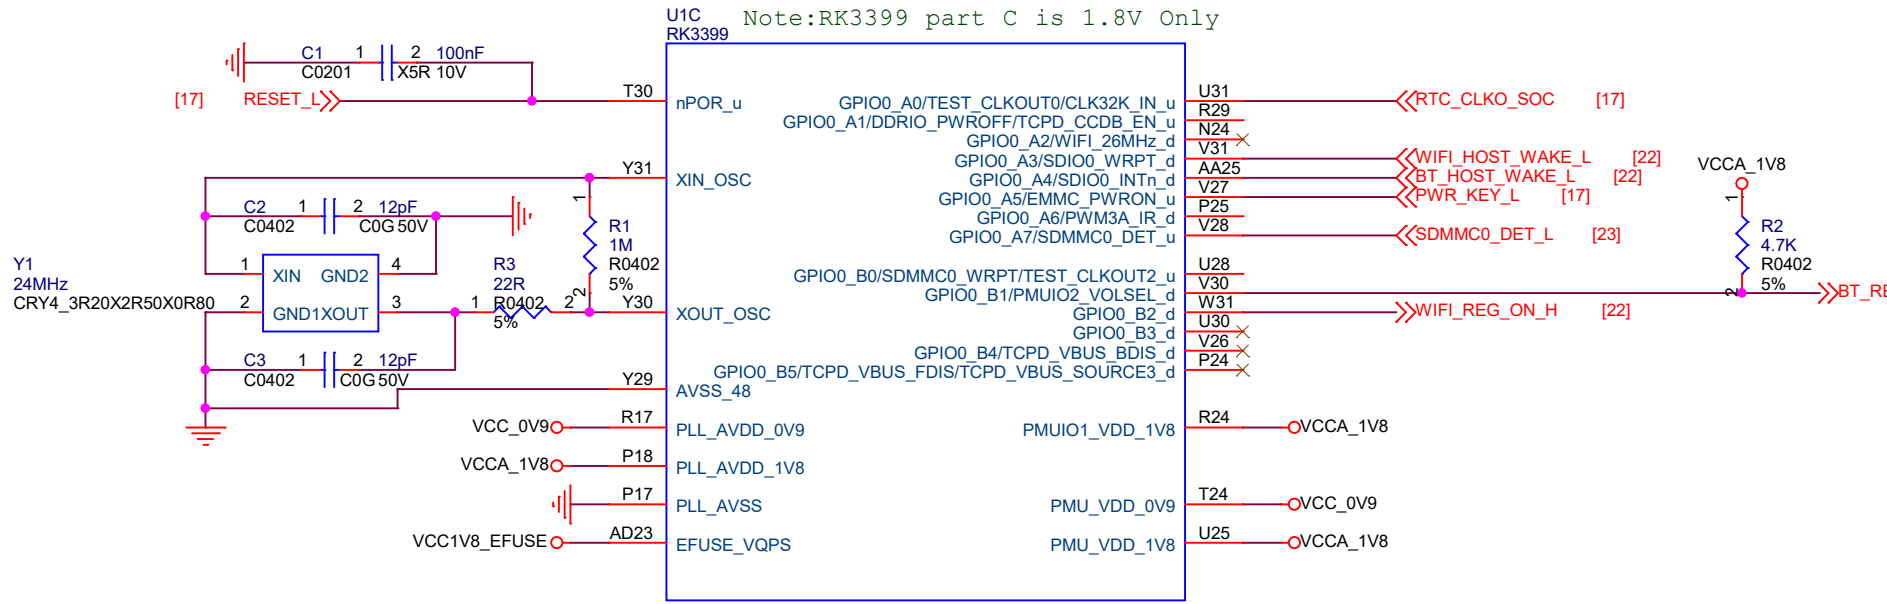 U1C Note:RK3399 part C is 1.8V Only
RK3399
C1 1 2 100nF
C0201 X5R 10V
[17] RESET_L T30 nPOR_u
Y31 XIN_OSC
C2 1 2 12pF
C0402 C0G 50V
1
R1
1M
R0402
5%
2
Y1
24MHz
CRY4_3R20X2R50X0R80
1 XIN GND2 4
2 GND1 XOUT 3
R3
22R
1 R0402 2
5%
Y30 XOUT_OSC
C3 1 2 12pF
C0402 C0G 50V
Y29 AVSS_48
VCC_0V9 R17 PLL_AVDD_0V9
VCCA_1V8 P18 PLL_AVDD_1V8
P17 PLL_AVSS
VCC1V8_EFUSE AD23 EFUSE_VQPS
GPIO0_A0/TEST_CLKOUT0/CLK32K_IN_u U31 RTC_CLKO_SOC [17]
GPIO0_A1/DDRIO_PWROFF/TCPD_CCDB_EN_u R29
GPIO0_A2/WIFI_26MHz_d N24
GPIO0_A3/SDIO0_WRPT_d V31 WIFI_HOST_WAKE_L [22]
GPIO0_A4/SDIO0_INTn_d AA25 BT_HOST_WAKE_L [22]
GPIO0_A5/EMMC_PWRON_u V27 PWR_KEY_L [17]
GPIO0_A6/PWM3A_IR_d P25
GPIO0_A7/SDMMC0_DET_u V28 SDMMC0_DET_L [23]
GPIO0_B0/SDMMC0_WRPT/TEST_CLKOUT2_u U28
GPIO0_B1/PMUIO2_VOLSEL_d V30
GPIO0_B2_d W31 WIFI_REG_ON_H [22]
GPIO0_B3_d U30
GPIO0_B4/TCPD_VBUS_BDIS_d V26
GPIO0_B5/TCPD_VBUS_FDIS/TCPD_VBUS_SOURCE3_d P24
PMUIO1_VDD_1V8 R24 VCCA_1V8
PMU_VDD_0V9 T24 VCC_0V9
PMU_VDD_1V8 U25 VCCA_1V8
VCCA_1V8
1
R2
4.7K
R0402
5%
2